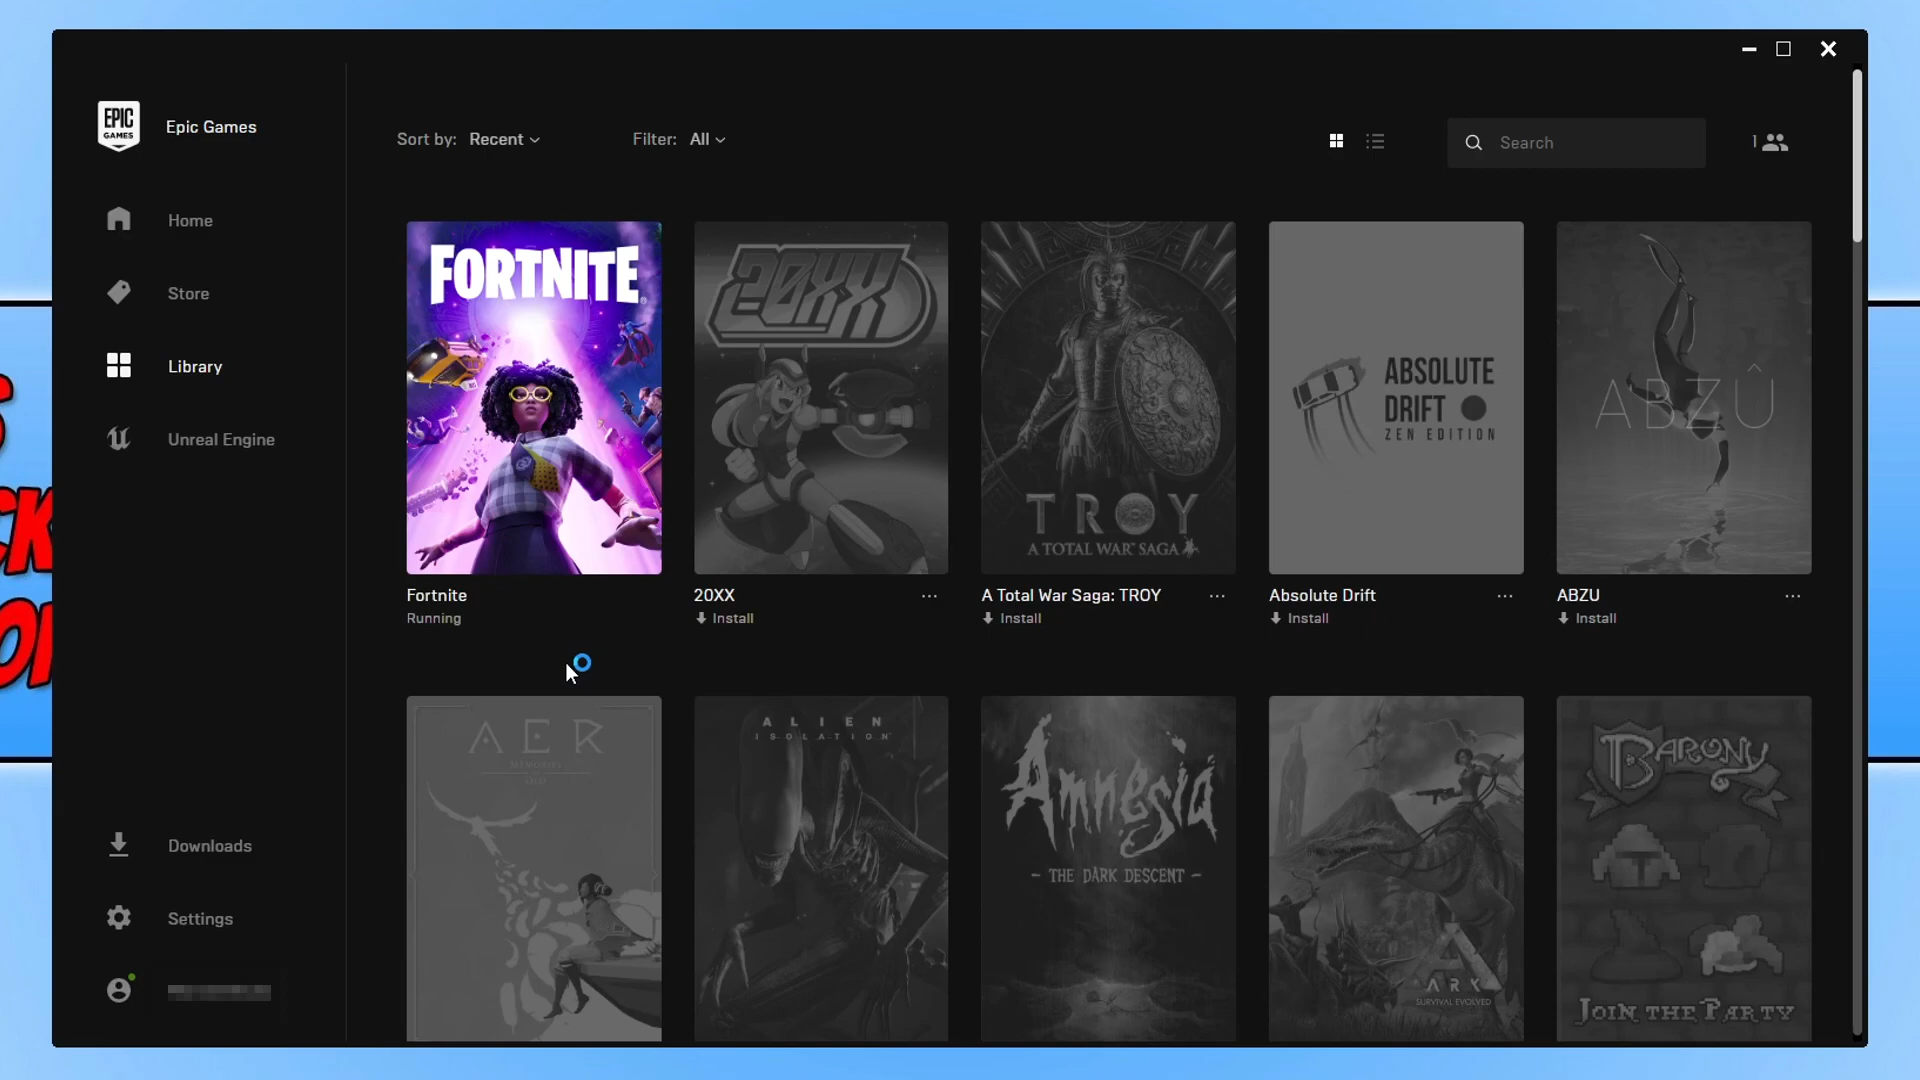 EPIC
GAMES
Epic Games
Sort by: Recent
Filter: All
Search
1
Home
Store
Library
Unreal Engine
Downloads
Settings
FORTNITE
20XX
TROY
A TOTAL WAR SAGA
ABSOLUTE
DRIFT
ZEN EDITION
ABZÛ
Fortnite
Running
20XX
...
Install
A Total War Saga: TROY
...
Install
Absolute Drift
...
Install
ABZU
...
Install
AER
MEMORIES
OF
OLD
ALIEN
ISOLATION
Amnesia
- THE DARK DESCENT -
ARK
SURVIVAL EVOLVED
BARONY
JOIN THE PARTY